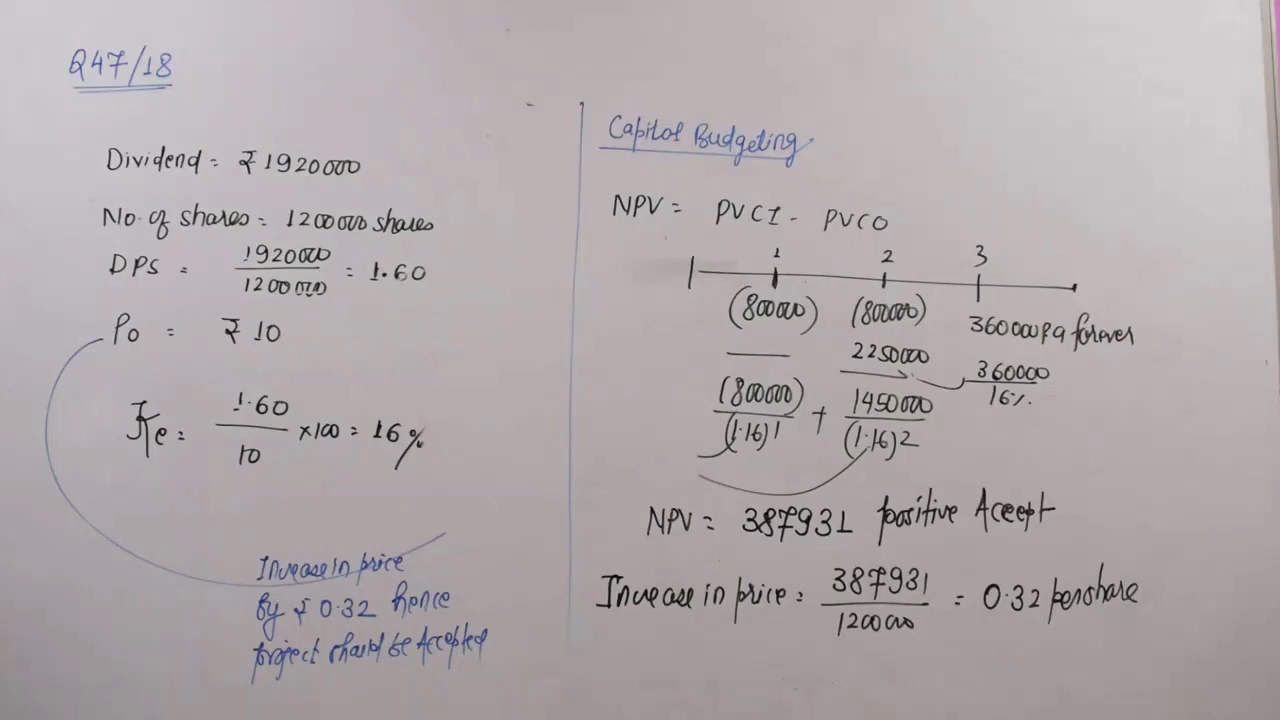 Q47/18
Dividend = ₹1920000
No. of shares = 1200000 shares
DPS = 1920000/1200000 = 1.60
Po = ₹10
Ke = 1.60/10 ×100 = 16%
Increase in price
By ₹ 0.32 hence
project should be Accepted
Capital Budgeting
NPV = PVCI - PVCO
1 2 3
(800000) (800000) 360000 Pa forever
2250000 360000/16%
(800000)/(1.16)1 + 1450000/(1.16)2
NPV = 387931 positive Accept
Increase in price = 387931/1200000 = 0.32 per share